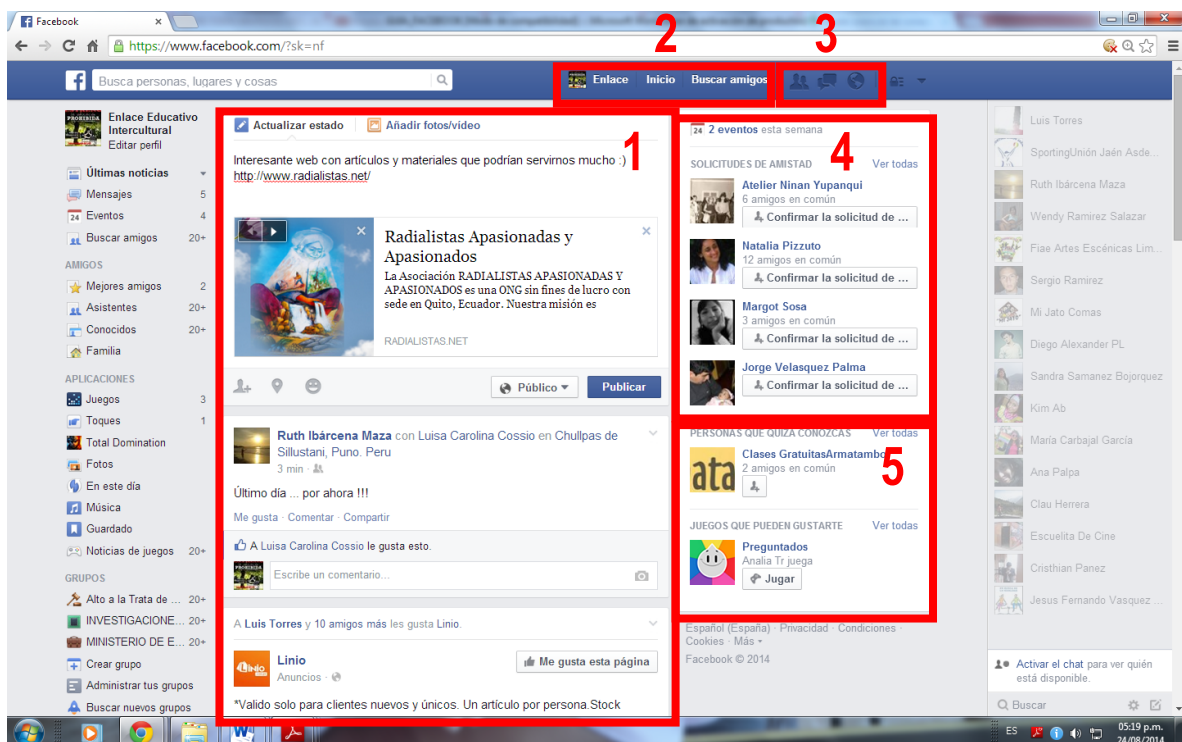 Facebook
https://www.facebook.com/?sk=nf
2
3
Busca personas, lugares y cosas
Enlace
Inicio
Buscar amigos
Enlace Educativo
Intercultural
Editar perfil
Últimas noticias
Mensajes 5
Eventos 4
Buscar amigos 20+
AMIGOS
Mejores amigos 2
Asistentes 20+
Conocidos 20+
Familia
APLICACIONES
Juegos 3
Toques 1
Total Domination
Fotos
En este día
Música
Guardado
Noticias de juegos 20+
GRUPOS
Alto a la Trata de ... 20+
INVESTIGACIONE... 20+
MINISTERIO DE E... 20+
Crear grupo
Administrar tus grupos
Buscar nuevos grupos
Actualizar estado
Añadir fotos/vídeo
1
Interesante web con artículos y materiales que podrían servirnos mucho :)
http://www.radialistas.net/
Radialistas Apasionadas y
Apasionados
La Asociación RADIALISTAS APASIONADAS Y
APASIONADOS es una ONG sin fines de lucro con
sede en Quito, Ecuador. Nuestra misión es
RADIALISTAS.NET
Público
Publicar
Ruth Ibárcena Maza con Luisa Carolina Cossio en Chullpas de
Sillustani, Puno. Peru
3 min ·
Último día ... por ahora !!!
Me gusta · Comentar · Compartir
A Luisa Carolina Cossio le gusta esto.
Escribe un comentario...
A Luis Torres y 10 amigos más les gusta Linio.
Linio
Linio
Anuncios ·
Me gusta esta página
*Valido solo para clientes nuevos y únicos. Un artículo por persona.Stock
24 2 eventos esta semana
4
SOLICITUDES DE AMISTAD Ver todas
Atelier Ninan Yupanqui
6 amigos en común
Confirmar la solicitud de ...
Natalia Pizzuto
12 amigos en común
Confirmar la solicitud de ...
Margot Sosa
3 amigos en común
Confirmar la solicitud de ...
Jorge Velasquez Palma
Confirmar la solicitud de ...
PERSONAS QUE QUIZÁ CONOZCAS Ver todas
5
ata
Clases GratuitasArmatambo
2 amigos en común
JUEGOS QUE PUEDEN GUSTARTE Ver todas
Preguntados
Analia Tr juega
Jugar
Español (España) · Privacidad · Condiciones ·
Cookies · Más
Facebook © 2014
Luis Torres
SportingUnión Jaén Asde...
Ruth Ibárcena Maza
Wendy Ramirez Salazar
Fiae Artes Escénicas Lim...
Sergio Ramirez
Mi Jato Comas
Diego Alexander PL
Sandra Samanez Bojorquez
Kim Ab
María Carbajal García
Ana Palpa
Clau Herrera
Escuelita De Cine
Cristhian Panez
Jesus Fernando Vasquez ...
Activar el chat para ver quién
está disponible.
Buscar
ES
05:19 p.m.
24/08/2014